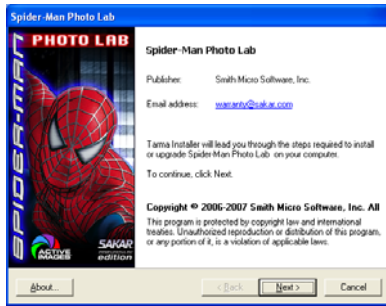 Spider-Man Photo Lab
PHOTO LAB
SPIDER-MAN
ACTIVE
IMAGES
SAKAR
edition
Spider-Man Photo Lab
Publisher: Smith Micro Software, Inc.
Email address: warranty@sakar.com
Tarma Installer will lead you through the steps required to install
or upgrade Spider-Man Photo Lab on your computer.
To continue, click Next.
Copyright © 2006-2007 Smith Micro Software, Inc. All
This program is protected by copyright law and international
treaties. Unauthorized reproduction or distribution of this program,
or any portion of it, is a violation of applicable laws.
About...
< Back
Next >
Cancel